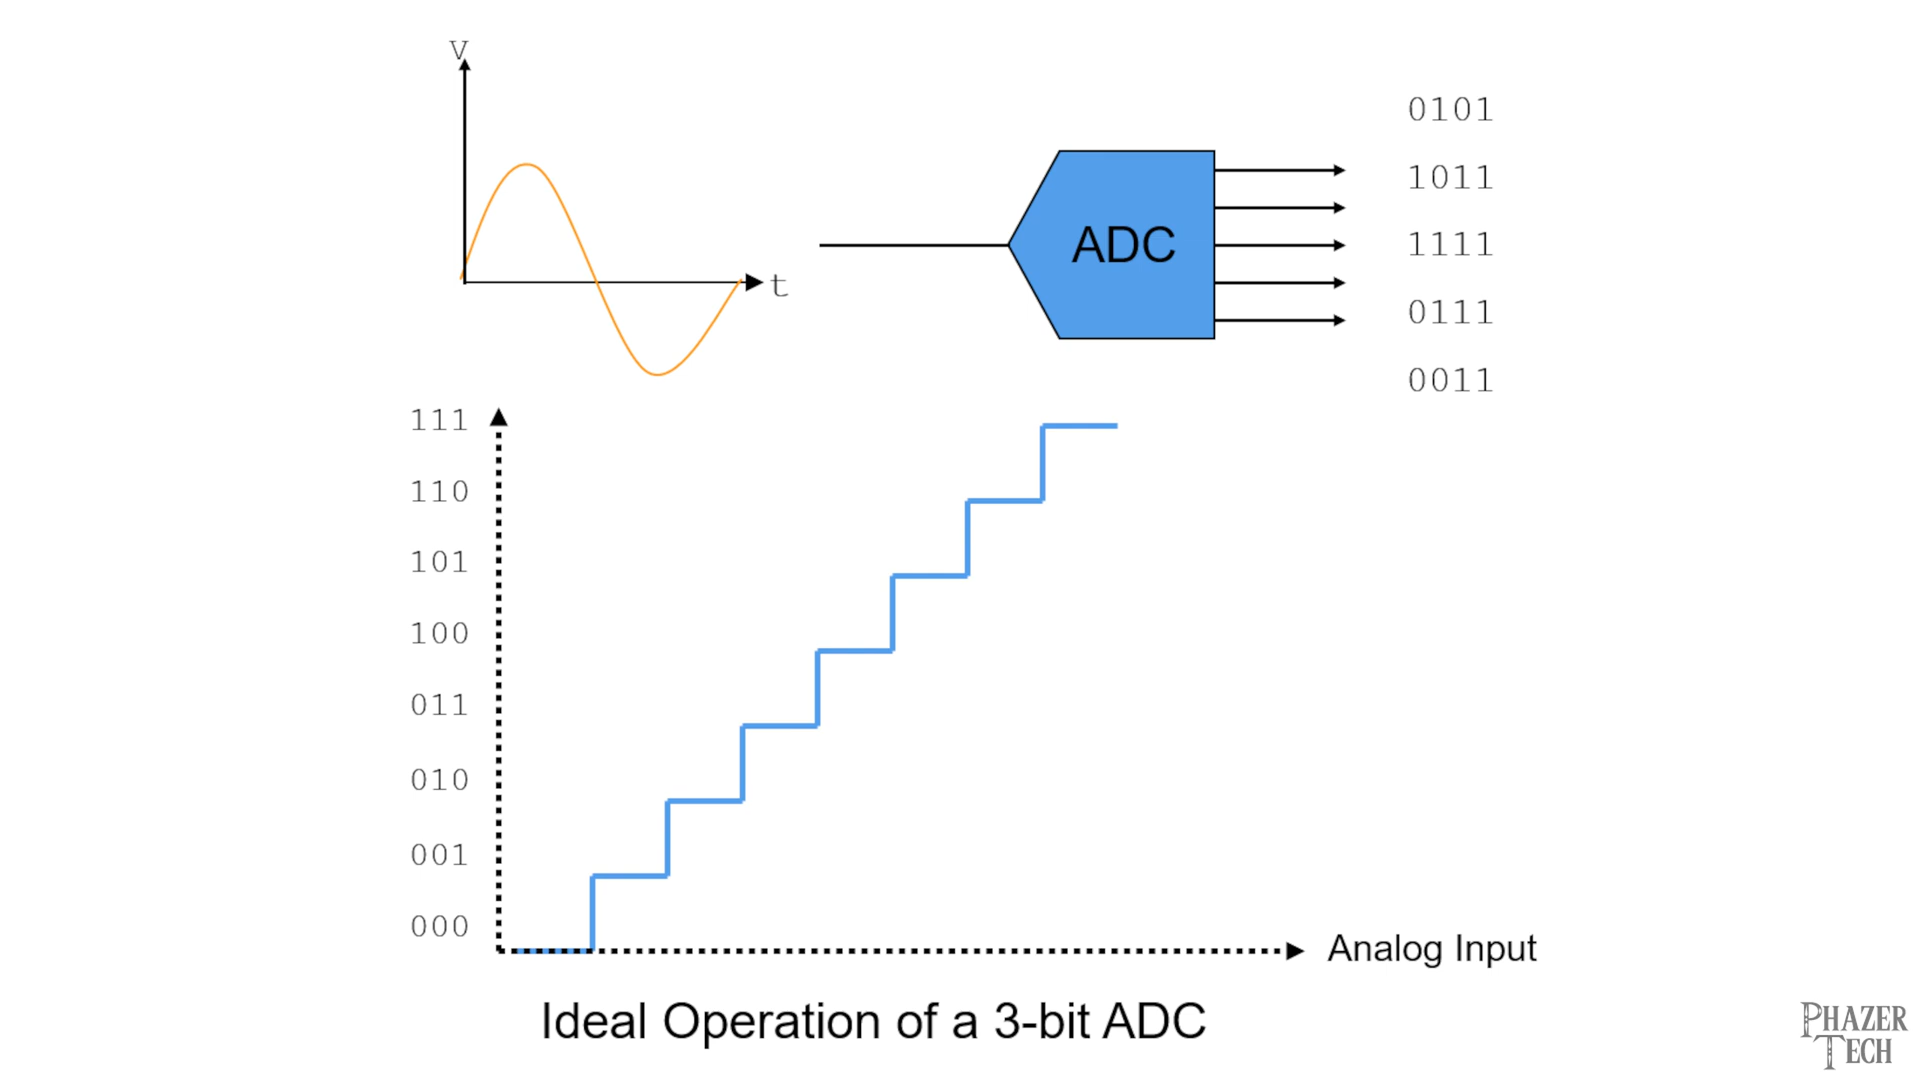 V
t
ADC
0101
1011
1111
0111
0011
111
110
101
100
011
010
001
000
Analog Input
Ideal Operation of a 3-bit ADC
PHAZER
TECH